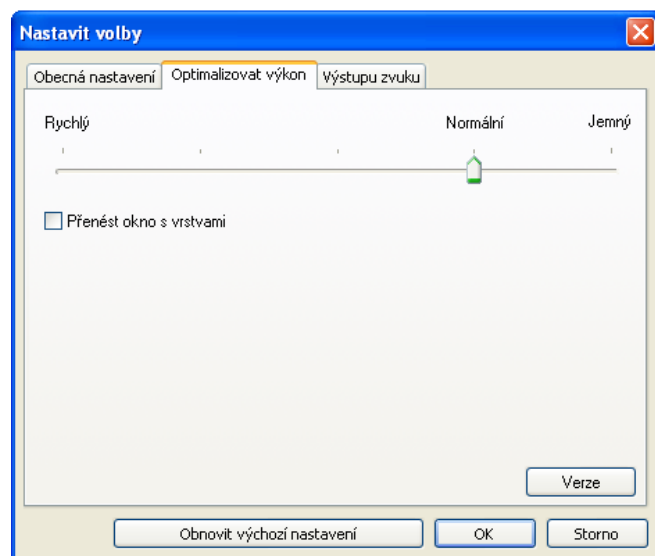 Nastavit volby
Obecná nastavení Optimalizovat výkon Výstupu zvuku
Rychlý Normální Jemný
Přenést okno s vrstvami
Verze
Obnovit výchozí nastavení OK Storno